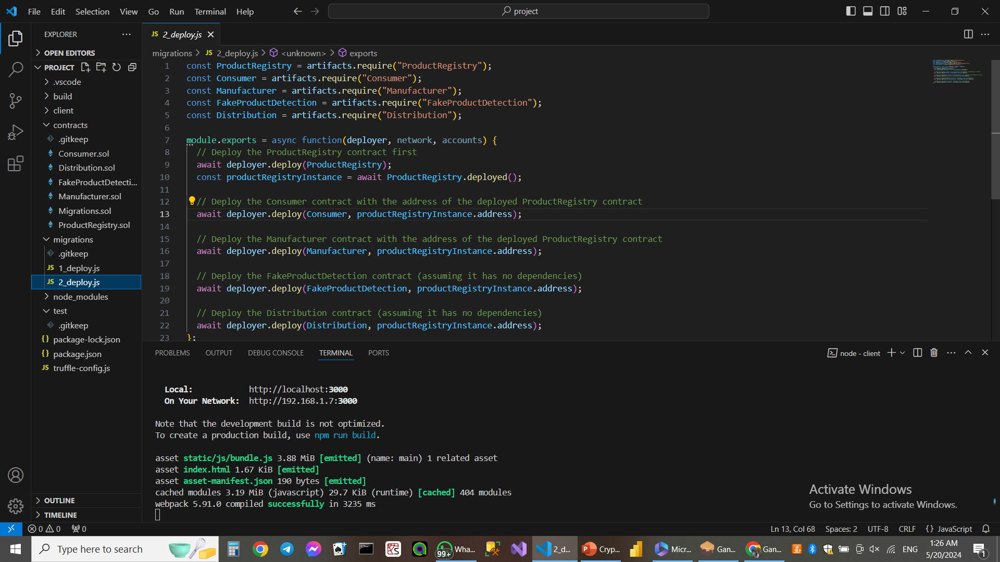 File Edit Selection View Go Run Terminal Help
project
EXPLORER
OPEN EDITORS
PROJECT
.vscode
build
client
contracts
.gitkeep
Consumer.sol
Distribution.sol
FakeProductDetecti...
Manufacturer.sol
Migrations.sol
ProductRegistry.sol
migrations
.gitkeep
JS 1_deploy.js
JS 2_deploy.js
node_modules
test
.gitkeep
{} package-lock.json
{} package.json
JS truffle-config.js
OUTLINE
TIMELINE
JS 2_deploy.js
migrations > JS 2_deploy.js > <unknown> > exports
1 const ProductRegistry = artifacts.require("ProductRegistry");
2 const Consumer = artifacts.require("Consumer");
3 const Manufacturer = artifacts.require("Manufacturer");
4 const FakeProductDetection = artifacts.require("FakeProductDetection");
5 const Distribution = artifacts.require("Distribution");
6
7 module.exports = async function(deployer, network, accounts) {
8 // Deploy the ProductRegistry contract first
9 await deployer.deploy(ProductRegistry);
10 const productRegistryInstance = await ProductRegistry.deployed();
11
12 // Deploy the Consumer contract with the address of the deployed ProductRegistry contract
13 await deployer.deploy(Consumer, productRegistryInstance.address);
14
15 // Deploy the Manufacturer contract with the address of the deployed ProductRegistry contract
16 await deployer.deploy(Manufacturer, productRegistryInstance.address);
17
18 // Deploy the FakeProductDetection contract (assuming it has no dependencies)
19 await deployer.deploy(FakeProductDetection, productRegistryInstance.address);
20
21 // Deploy the Distribution contract (assuming it has no dependencies)
22 await deployer.deploy(Distribution, productRegistryInstance.address);
23 };
PROBLEMS OUTPUT DEBUG CONSOLE TERMINAL PORTS
node - client
Local: http://localhost:3000
On Your Network: http://192.168.1.7:3000
Note that the development build is not optimized.
To create a production build, use npm run build.
asset static/js/bundle.js 3.88 MiB [emitted] (name: main) 1 related asset
asset index.html 1.67 KiB [emitted]
asset asset-manifest.json 190 bytes [emitted]
cached modules 3.19 MiB (javascript) 29.7 KiB (runtime) [cached] 404 modules
webpack 5.91.0 compiled successfully in 3235 ms
Activate Windows
Go to Settings to activate Windows.
0 0 0
Ln 13, Col 68 Spaces: 2 UTF-8 CRLF {} JavaScript
Type here to search
99+ Wha... 2_d... Cryp... Micr... Gan... Gan...
ENG
1:26 AM
5/20/2024
1